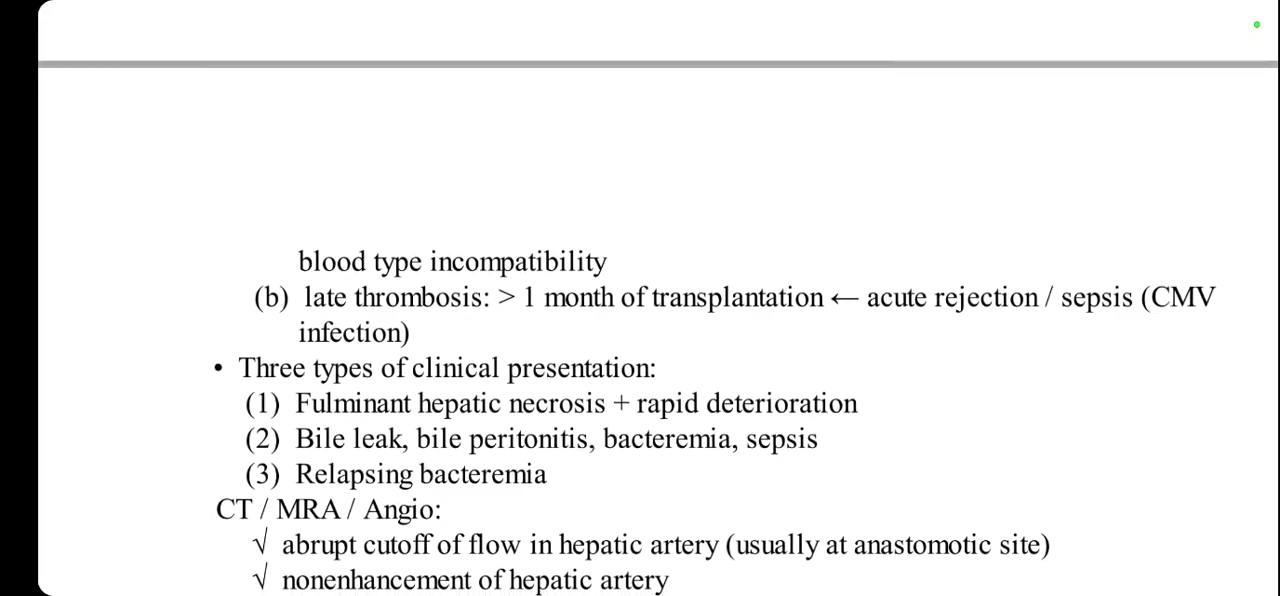 blood type incompatibility
(b) late thrombosis: > 1 month of transplantation ← acute rejection / sepsis (CMV
infection)
• Three types of clinical presentation:
(1) Fulminant hepatic necrosis + rapid deterioration
(2) Bile leak, bile peritonitis, bacteremia, sepsis
(3) Relapsing bacteremia
CT / MRA / Angio:
√ abrupt cutoff of flow in hepatic artery (usually at anastomotic site)
√ nonenhancement of hepatic artery